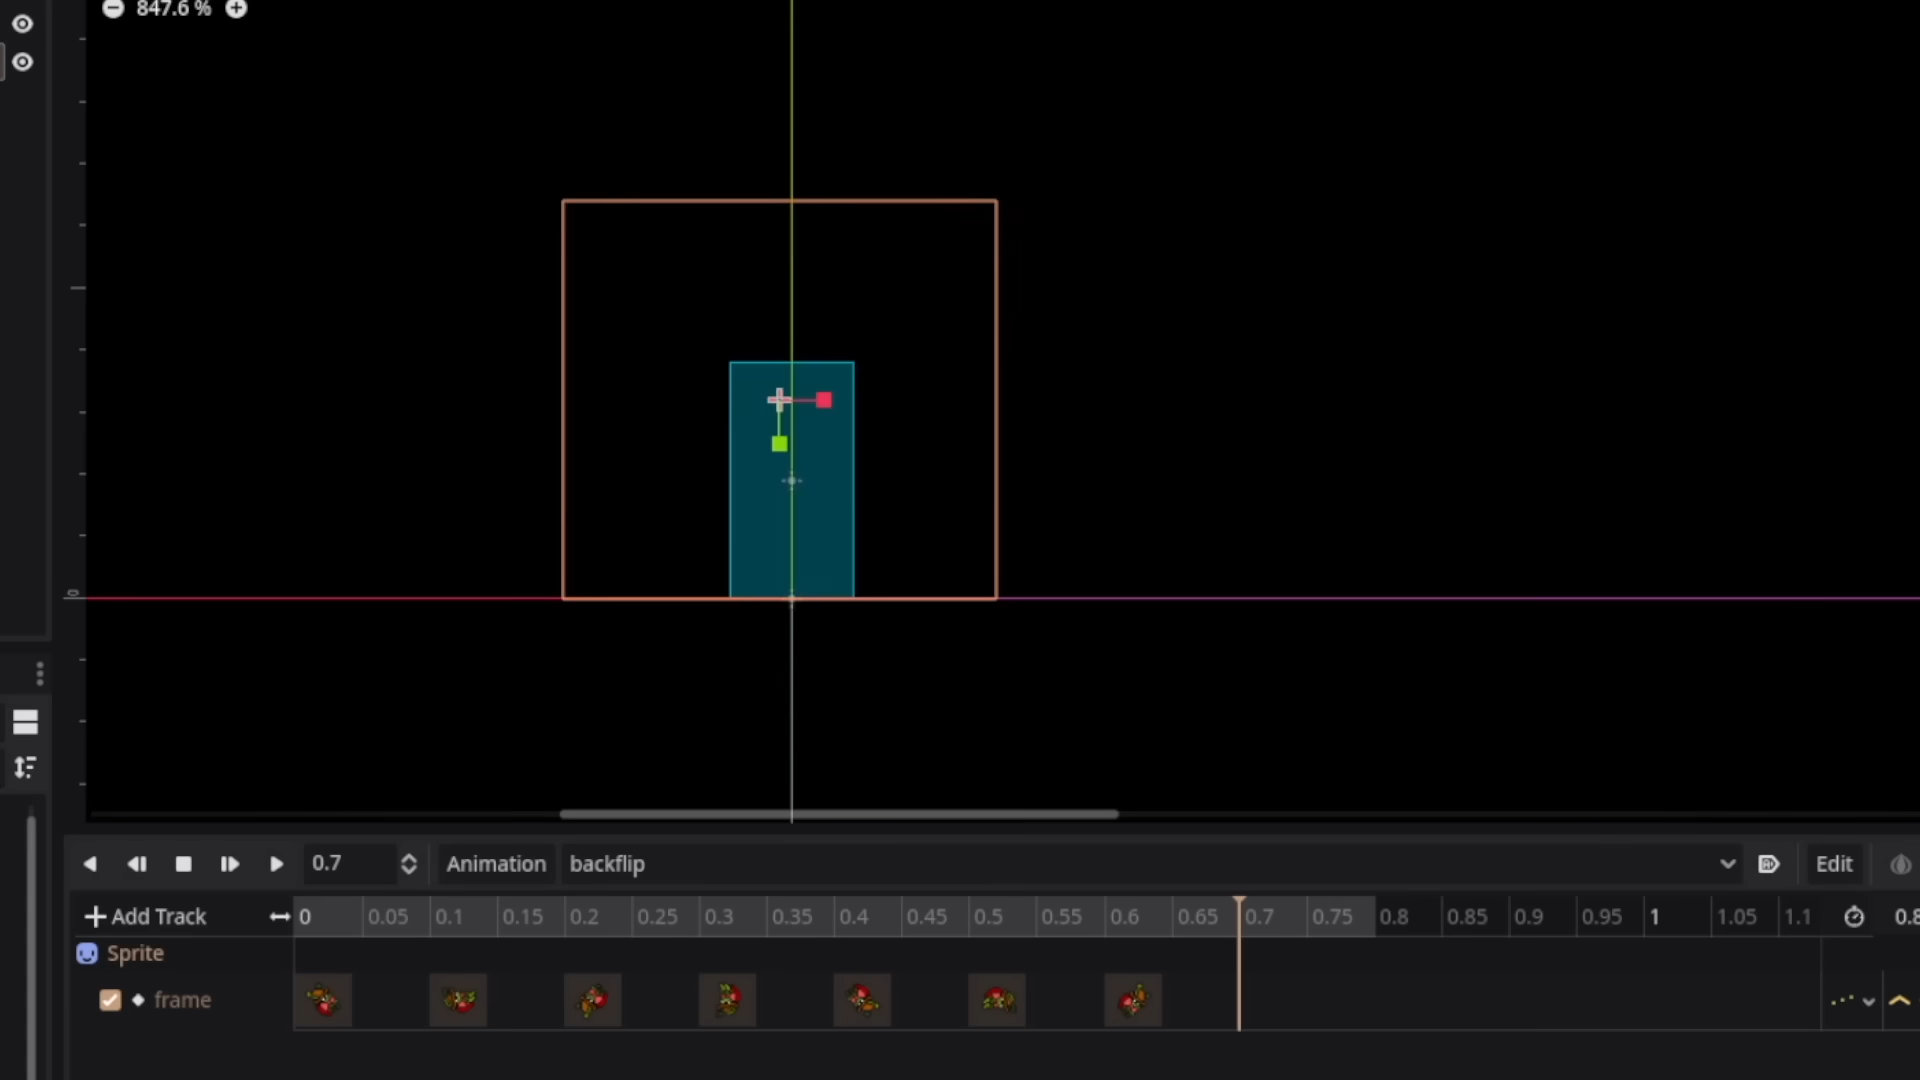 847.6 %
0
0.7 Animation backflip Edit
Add Track 0 0.05 0.1 0.15 0.2 0.25 0.3 0.35 0.4 0.45 0.5 0.55 0.6 0.65 0.7 0.75 0.8 0.85 0.9 0.95 1 1.05 1.1
Sprite
frame